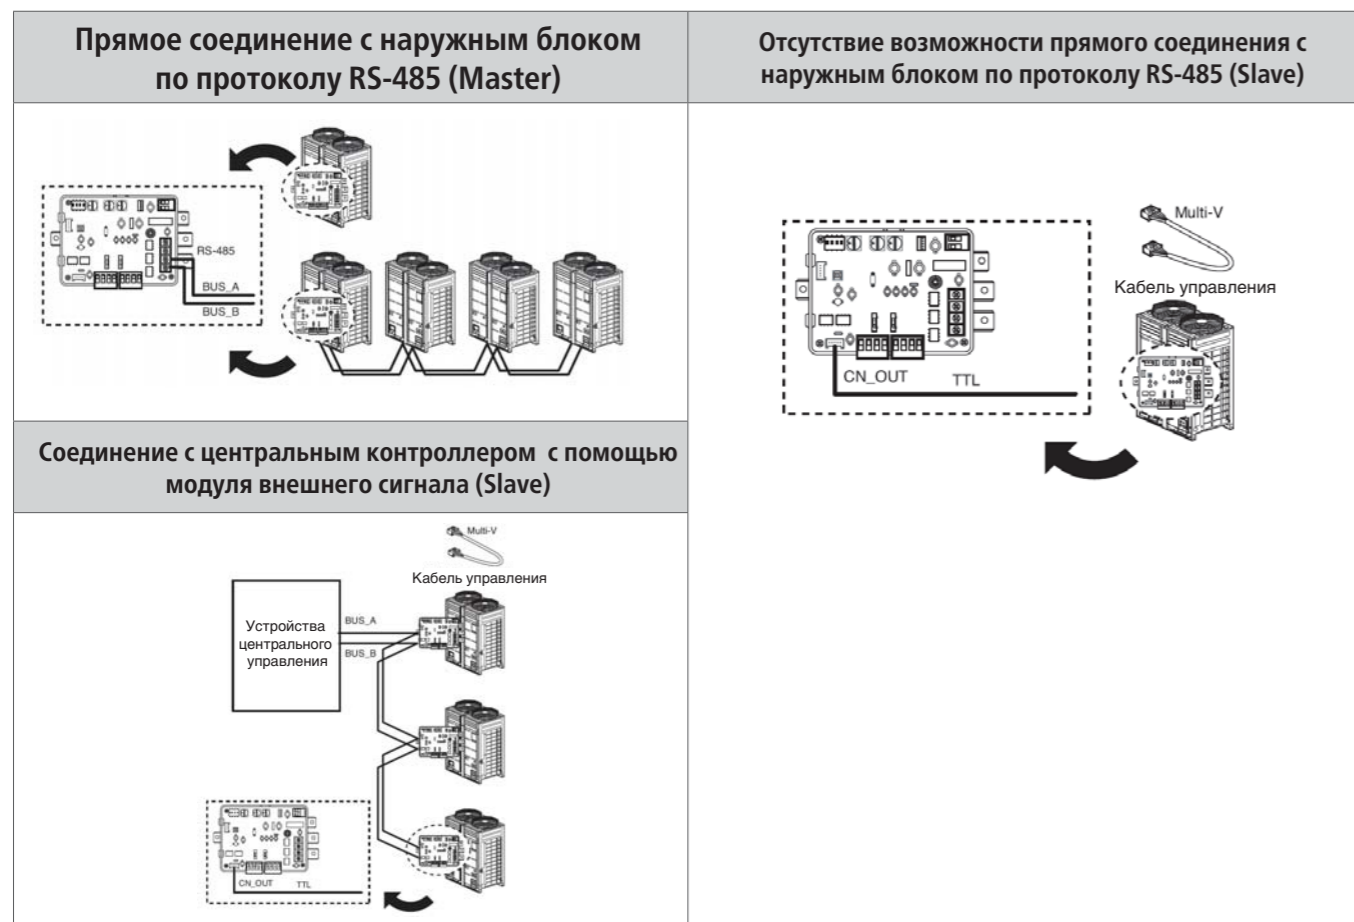 Прямое соединение с наружным блоком
по протоколу RS-485 (Master)
RS-485
BUS_A
BUS_B
Соединение с центральным контроллером с помощью
модуля внешнего сигнала (Slave)
Multi-V
Кабель управления
Устройства
центрального
управления
BUS_A
BUS_B
CN_OUT TTL
Отсутствие возможности прямого соединения с
наружным блоком по протоколу RS-485 (Slave)
Multi-V
Кабель управления
CN_OUT TTL